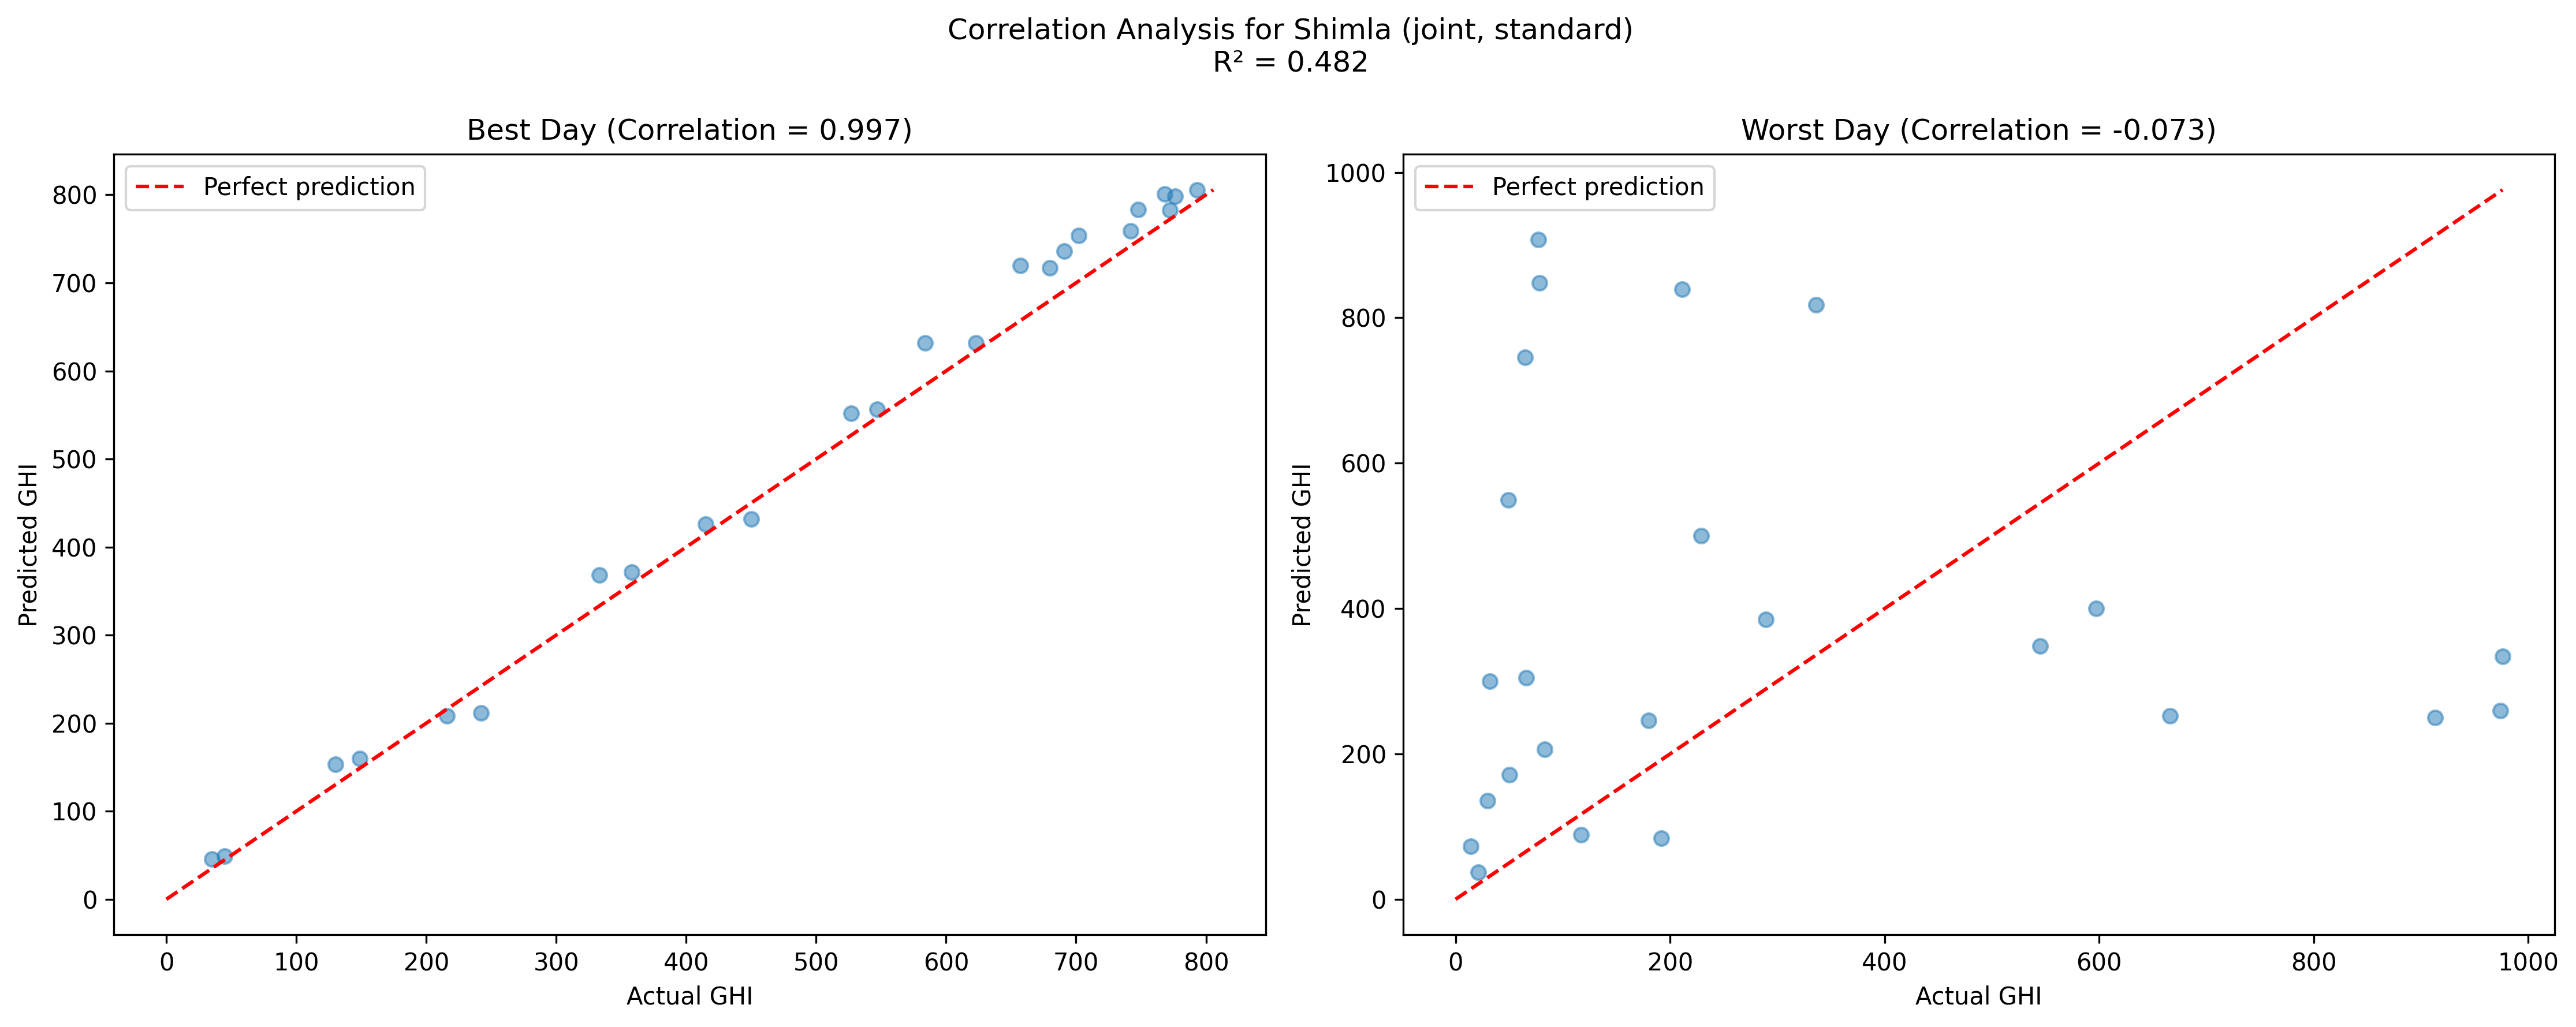 Correlation Analysis for Shimla (joint, standard)
R² = 0.482
Best Day (Correlation = 0.997)
Perfect prediction
800
700
600
500
400
300
200
100
0
Predicted GHI
0 100 200 300 400 500 600 700 800
Actual GHI
Worst Day (Correlation = -0.073)
Perfect prediction
1000
800
600
400
200
0
Predicted GHI
0 200 400 600 800 1000
Actual GHI